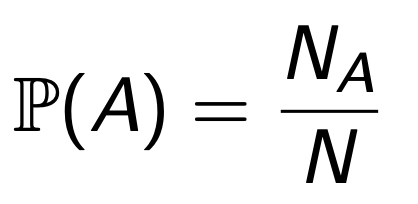 ℙ(A) = N_A / N